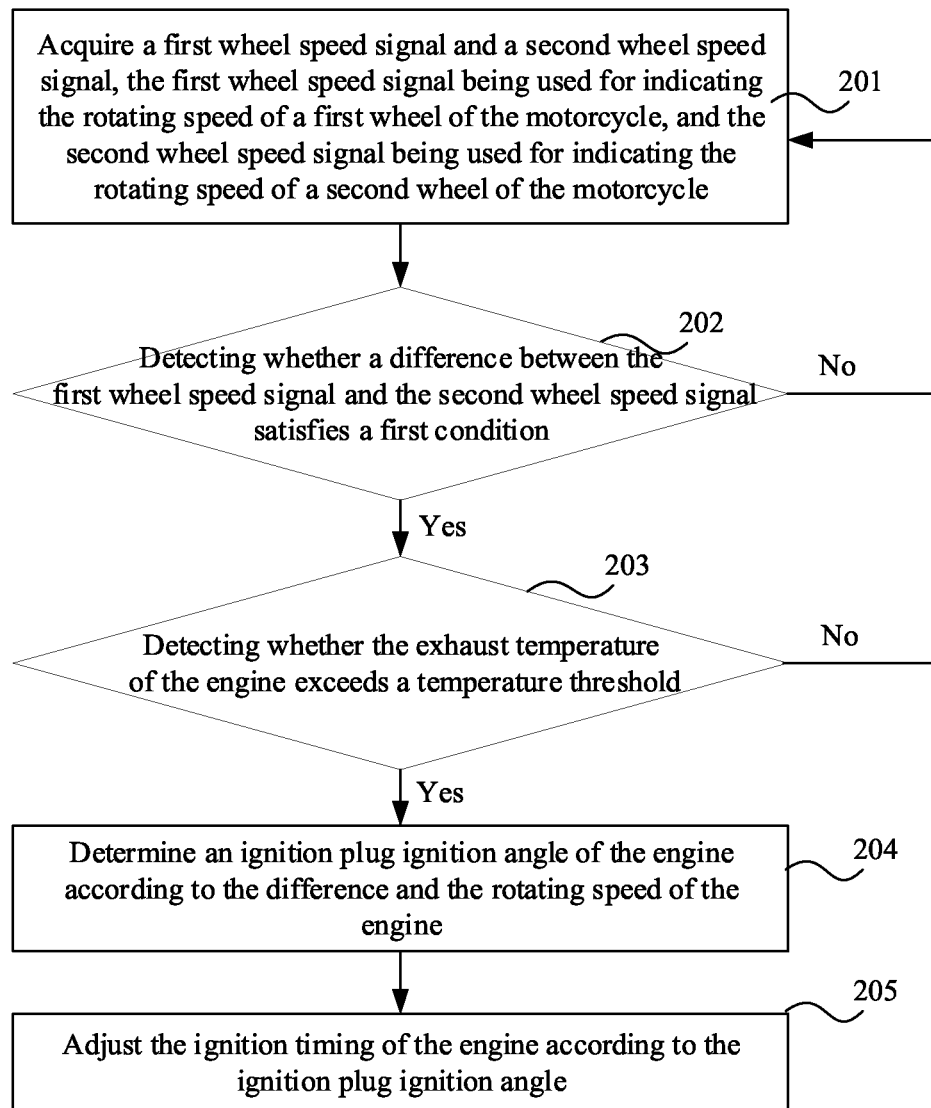 Acquire a first wheel speed signal and a second wheel speed
signal, the first wheel speed signal being used for indicating
the rotating speed of a first wheel of the motorcycle, and the
second wheel speed signal being used for indicating the
rotating speed of a second wheel of the motorcycle
201
202
Detecting whether a difference between the
first wheel speed signal and the second wheel speed signal
satisfies a first condition
No
Yes
203
Detecting whether the exhaust temperature
of the engine exceeds a temperature threshold
No
Yes
Determine an ignition plug ignition angle of the engine
according to the difference and the rotating speed of the
engine
204
205
Adjust the ignition timing of the engine according to the
ignition plug ignition angle